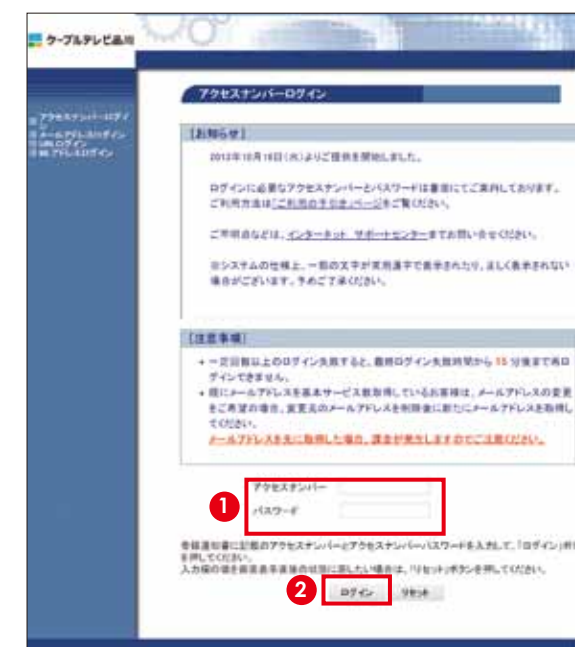 ケーブルテレビ品川
アクセスナンバーログイン
アクセスナンバーログイ
ン
メールアドレスログイン
URLログイン
ML アドレスログイン
[お知らせ]
2013年10月16日(水)よりご提供を開始しました。
ログインに必要なアクセスナンバーとパスワードは書面にてご案内しております。
ご利用方法は「ご利用の手引き」ページをご覧ください。
ご不明点などは、インターネット サポートセンターまでお問い合せください。
※システムの仕様上、一部の文字が常用漢字で表示されたり、正しく表示されない
場合がございます。予めご了承ください。
[注意事項]
一定回数以上のログイン失敗すると、最終ログイン失敗時間から 15 分後まで再ロ
グインできません。
既にメールアドレスを基本サービス数取得しているお客様は、メールアドレスの変更
をご希望の場合、変更元のメールアドレスを削除後に新たにメールアドレスを取得し
てください。
メールアドレスを先に取得した場合、課金が発生しますのでご注意ください。
アクセスナンバー
1
パスワード
登録通知書に記載のアクセスナンバーとアクセスナンバーパスワードを入力して、「ログイン」ボ
を押してください。
入力欄の値を画面表示直後の状態に戻したい場合は、「リセット」ボタンを押してください。
2
ログイン リセット